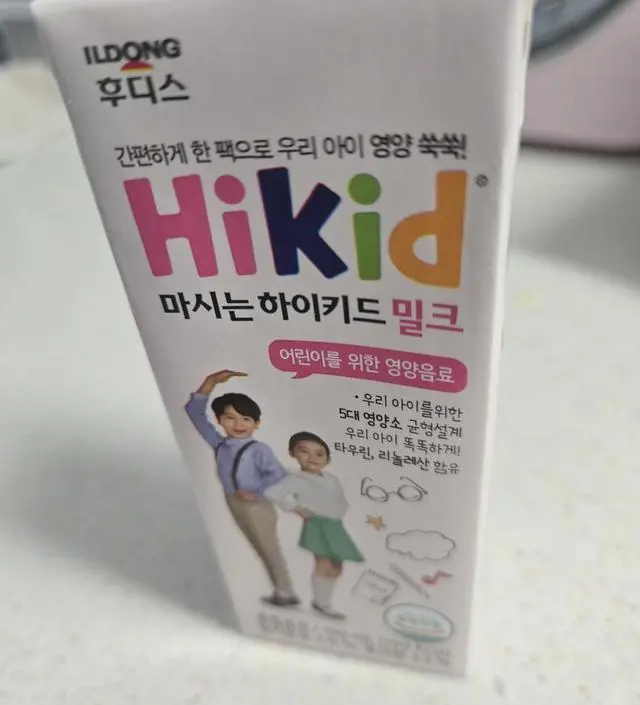 ILDONG
후디스
간편하게 한 팩으로 우리 아이 영양 쑥쑥!
Hikid®
마시는 하이키드 밀크
어린이를 위한 영양음료
• 우리 아이를위한
5대 영양소 균형설계
우리 아이 똑똑하게!
타우린, 리놀레산 함유